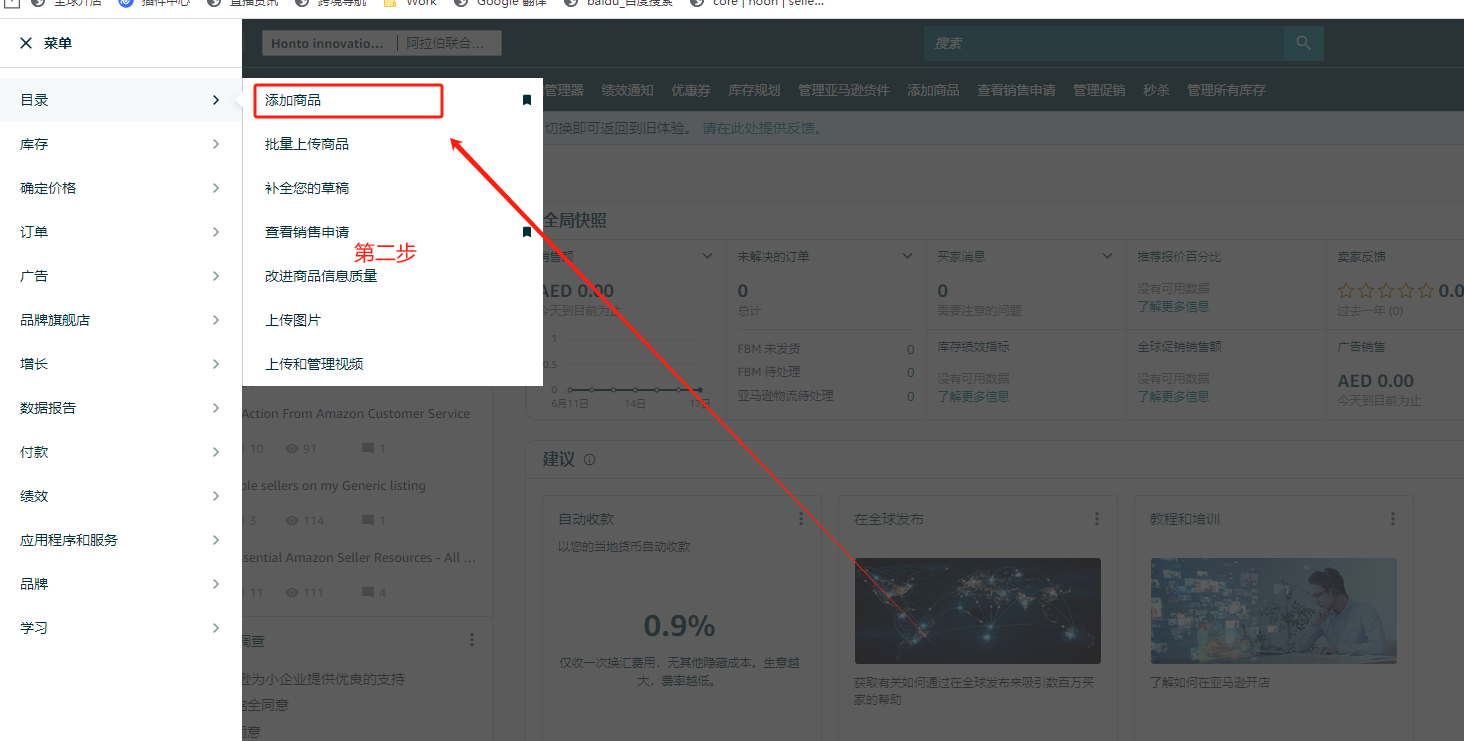 全球开店 插件中心 直播资讯 跨境导航 Work Google 翻译 baidu_百度搜索 core | noon | selle...
菜单
Honto innovatio... 阿拉伯联合...
搜索
目录
库存
确定价格
订单
广告
品牌旗舰店
增长
数据报告
付款
绩效
应用程序和服务
品牌
学习
添加商品
批量上传商品
补全您的草稿
查看销售申请
第二步
改进商品信息质量
上传图片
上传和管理视频
管理器 绩效通知 优惠券 库存规划 管理亚马逊货件 添加商品 查看销售申请 管理促销 秒杀 管理所有库存
切换即可返回到旧体验。 请在此处提供反馈。
全局快照
售额
AED 0.00
今天到目前为止
1
0.5
0
6月11日 14日 17日
未解决的订单
0
总计
FBM 未发货 0
FBM 待处理 0
亚马逊物流待处理 0
买家消息
0
需要注意的问题
库存绩效指标
没有可用数据
了解更多信息
推荐报价百分比
没有可用数据
了解更多信息
全球促销销售额
没有可用数据
了解更多信息
卖家反馈
0.0
过去一年 (0)
广告销售
AED 0.00
今天到目前为止
Action From Amazon Customer Service
10 91 1
ple sellers on my Generic listing
3 114 1
sential Amazon Seller Resources - All ...
11 111 4
调查
逊为小企业提供优良的支持
全同意
同意
建议
自动收款
以您的当地货币自动收款
0.9%
仅收一次换汇费用，无其他隐藏成本。生意越
大，费率越低。
在全球发布
获取有关如何通过在全球发布来吸引数百万买
家的帮助
教程和培训
了解如何在亚马逊开店